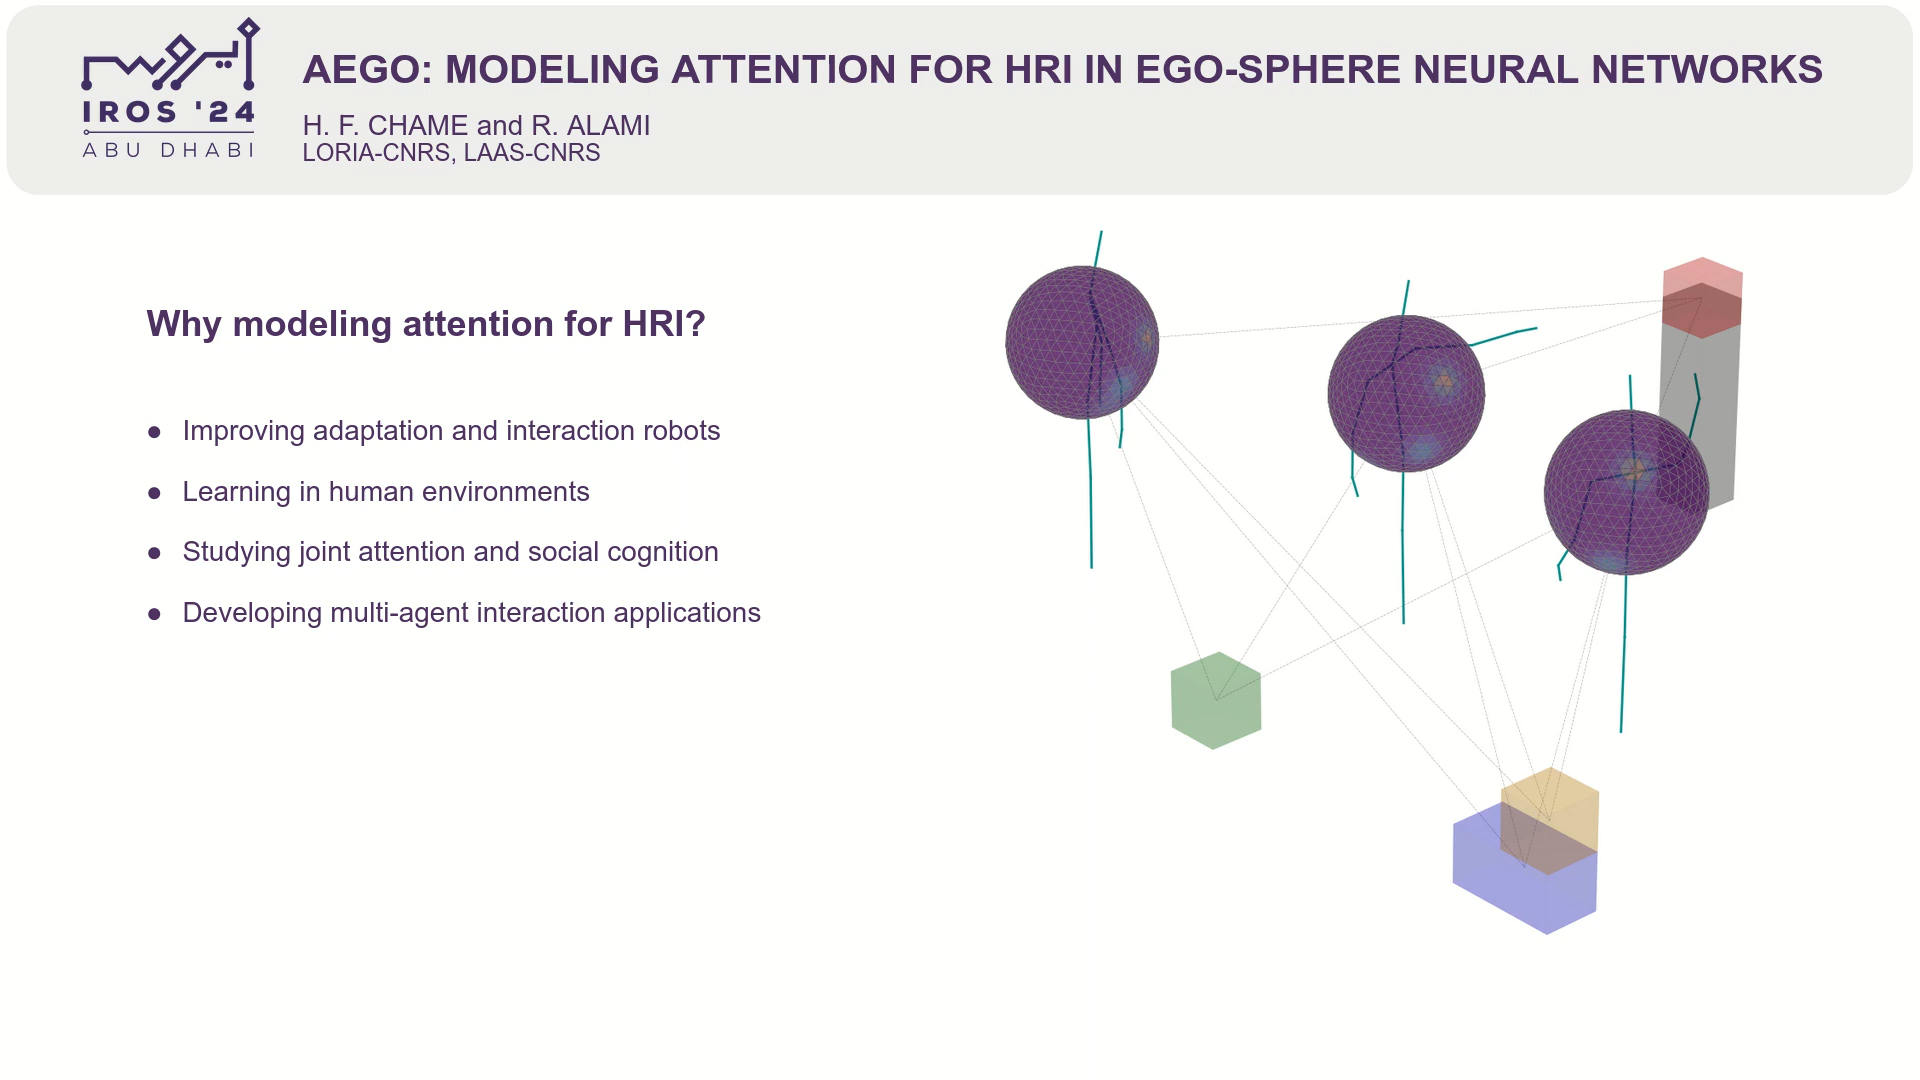 IROS '24
ABU DHABI
AEGO: MODELING ATTENTION FOR HRI IN EGO-SPHERE NEURAL NETWORKS
H. F. CHAME and R. ALAMI
LORIA-CNRS, LAAS-CNRS
Why modeling attention for HRI?
● Improving adaptation and interaction robots
● Learning in human environments
● Studying joint attention and social cognition
● Developing multi-agent interaction applications